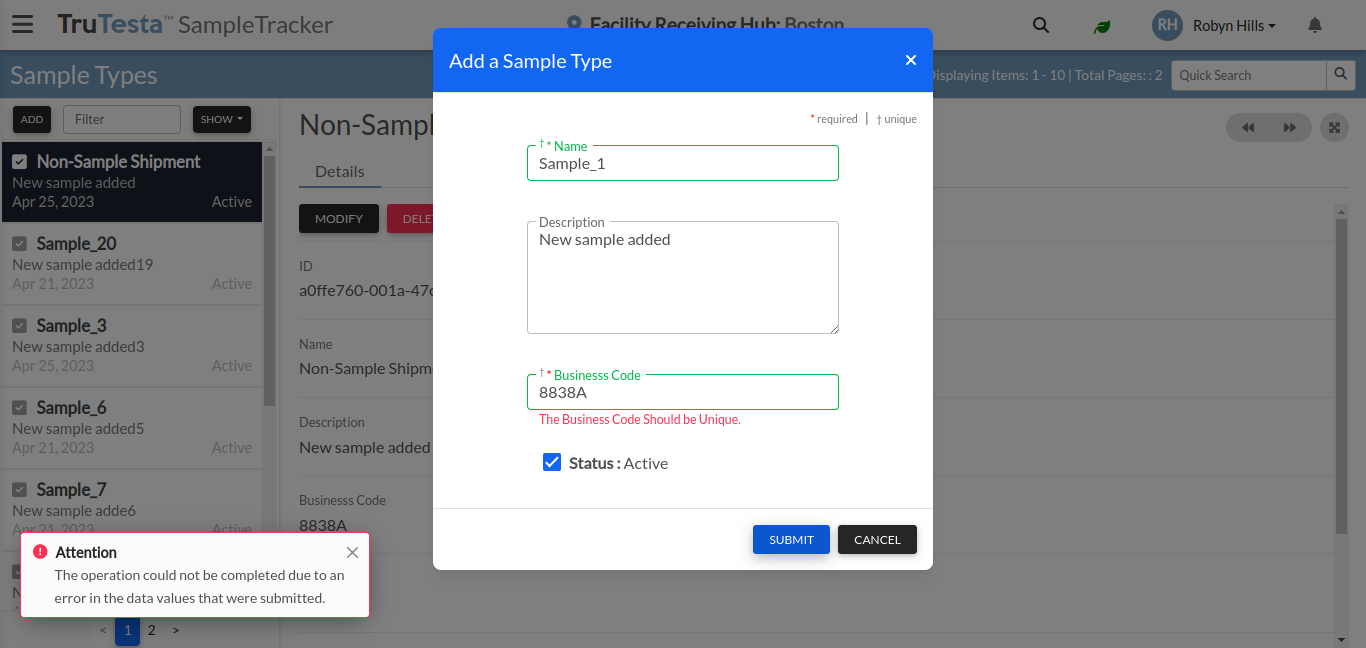 TruTesta™ SampleTracker
Facility Receiving Hub: Boston
RH Robyn Hills
Sample Types
Displaying Items: 1 - 10 | Total Pages: : 2
Quick Search
ADD
Filter
SHOW
Non-Sample Shipment
New sample added
Apr 25, 2023 Active
Sample_20
New sample added19
Apr 21, 2023 Active
Sample_3
New sample added3
Apr 25, 2023 Active
Sample_6
New sample added5
Apr 21, 2023 Active
Sample_7
New sample adde6
Apr 21, 2023 Active
< 1 2 >
Non-Sampl
Details
MODIFY
DELE
ID
a0ffe760-001a-47c
Name
Non-Sample Shipm
Description
New sample added
Businesss Code
8838A
Add a Sample Type
* required | † unique
† * Name
Sample_1
Description
New sample added
† * Businesss Code
8838A
The Business Code Should be Unique.
Status : Active
SUBMIT
CANCEL
Attention
The operation could not be completed due to an
error in the data values that were submitted.